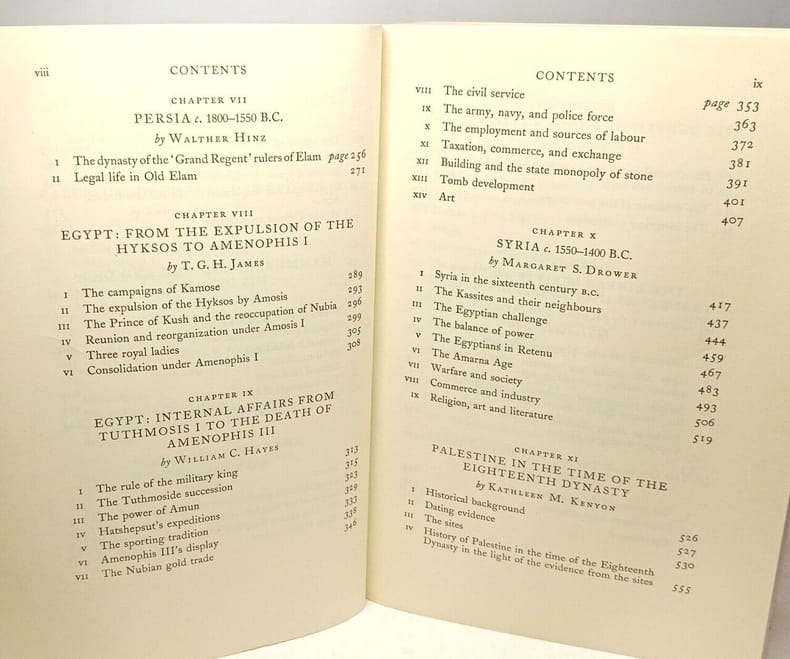 viii CONTENTS
CHAPTER VII
PERSIA c. 1800–1550 B.C.
by WALTHER HINZ
I The dynasty of the 'Grand Regent' rulers of Elam page 256
II Legal life in Old Elam 271
CHAPTER VIII
EGYPT: FROM THE EXPULSION OF THE
HYKSOS TO AMENOPHIS I
by T. G. H. JAMES
I The campaigns of Kamose 289
II The expulsion of the Hyksos by Amosis 293
III The Prince of Kush and the reoccupation of Nubia 296
IV Reunion and reorganization under Amosis I 299
V Three royal ladies 305
VI Consolidation under Amenophis I 308
CHAPTER IX
EGYPT: INTERNAL AFFAIRS FROM
TUTHMOSIS I TO THE DEATH OF
AMENOPHIS III
by WILLIAM C. HAYES
I The rule of the military king 313
II The Tuthmoside succession 315
III The power of Amun 323
IV Hatshepsut's expeditions 329
V The sporting tradition 333
VI Amenophis III's display 338
VII The Nubian gold trade 346
CONTENTS ix
VIII The civil service page 353
IX The army, navy, and police force 363
X The employment and sources of labour 372
XI Taxation, commerce, and exchange 381
XII Building and the state monopoly of stone 391
XIII Tomb development 401
XIV Art 407
CHAPTER X
SYRIA c. 1550–1400 B.C.
by MARGARET S. DROWER
I Syria in the sixteenth century B.C. 417
II The Kassites and their neighbours 437
III The Egyptian challenge 444
IV The balance of power 459
V The Egyptians in Retenu 467
VI The Amarna Age 483
VII Warfare and society 493
VIII Commerce and industry 506
IX Religion, art and literature 519
CHAPTER XI
PALESTINE IN THE TIME OF THE
EIGHTEENTH DYNASTY
by KATHLEEN M. KENYON
I Historical background 526
II Dating evidence 527
III The sites 530
IV History of Palestine in the time of the Eighteenth
Dynasty in the light of the evidence from the sites 555